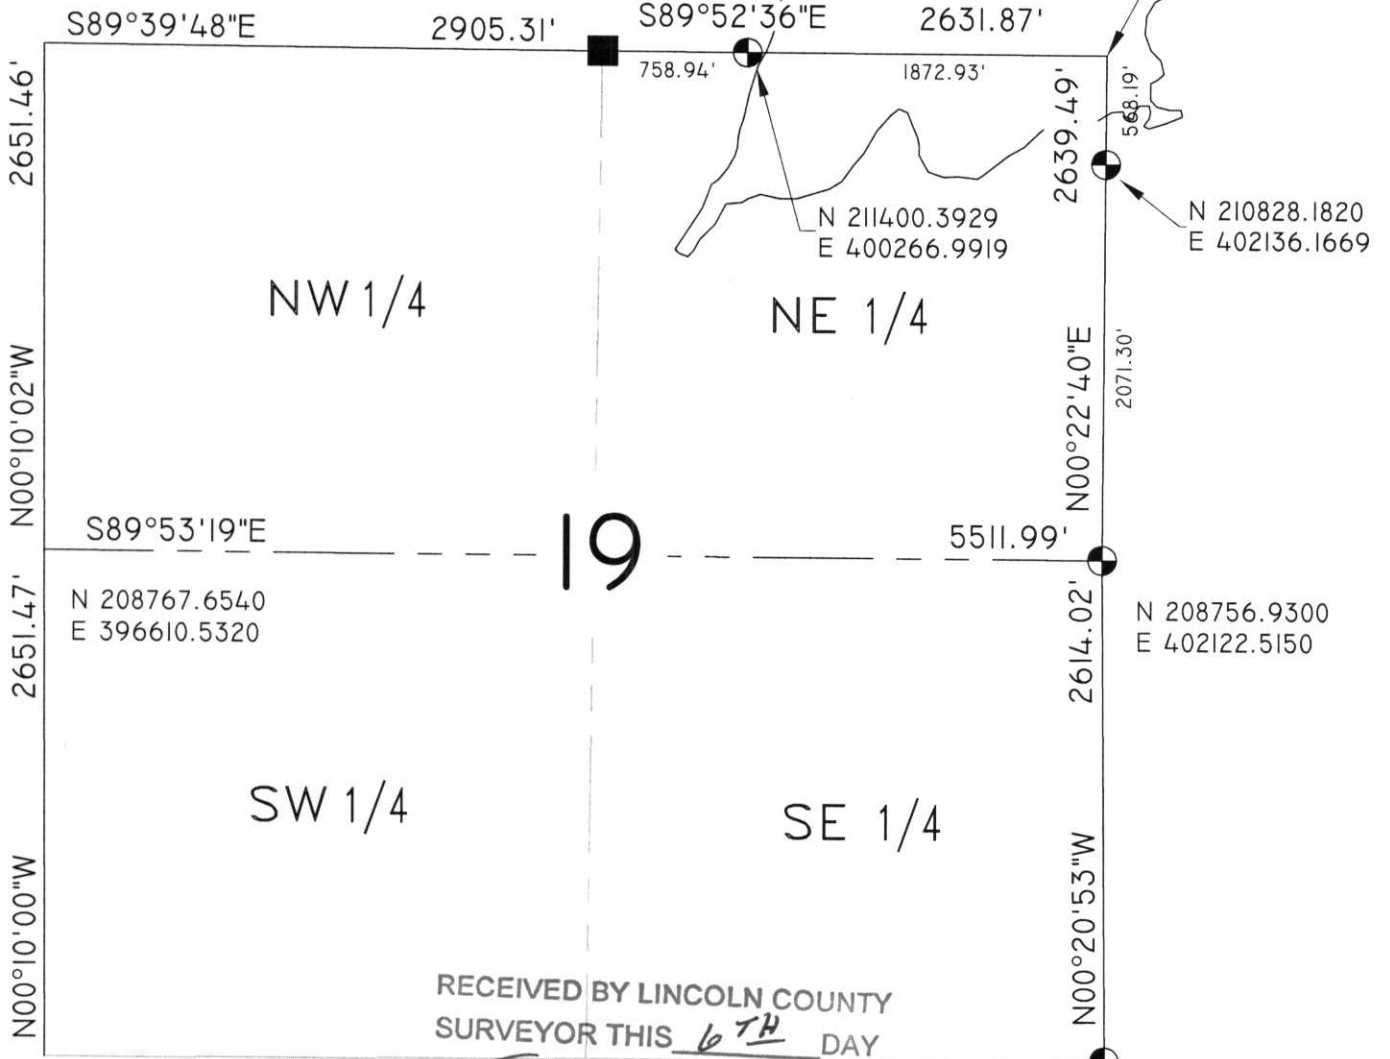 S89°39'48"E 2905.31' S89°52'36"E 2631.87'
758.94' 1872.93'
2651.46'
2639.49'
568.19'
N 210828.1820
E 402136.1669
N 211400.3929
E 400266.9919
NW 1/4
NE 1/4
N00°10'02"W
N00°22'40"E
2071.30'
S89°53'19"E 19 5511.99'
N 208767.6540
E 396610.5320
N 208756.9300
E 402122.5150
2651.47'
2614.02'
SW 1/4
SE 1/4
N00°10'00"W
N00°20'53"W
RECEIVED BY LINCOLN COUNTY
SURVEYOR THIS 6TH DAY